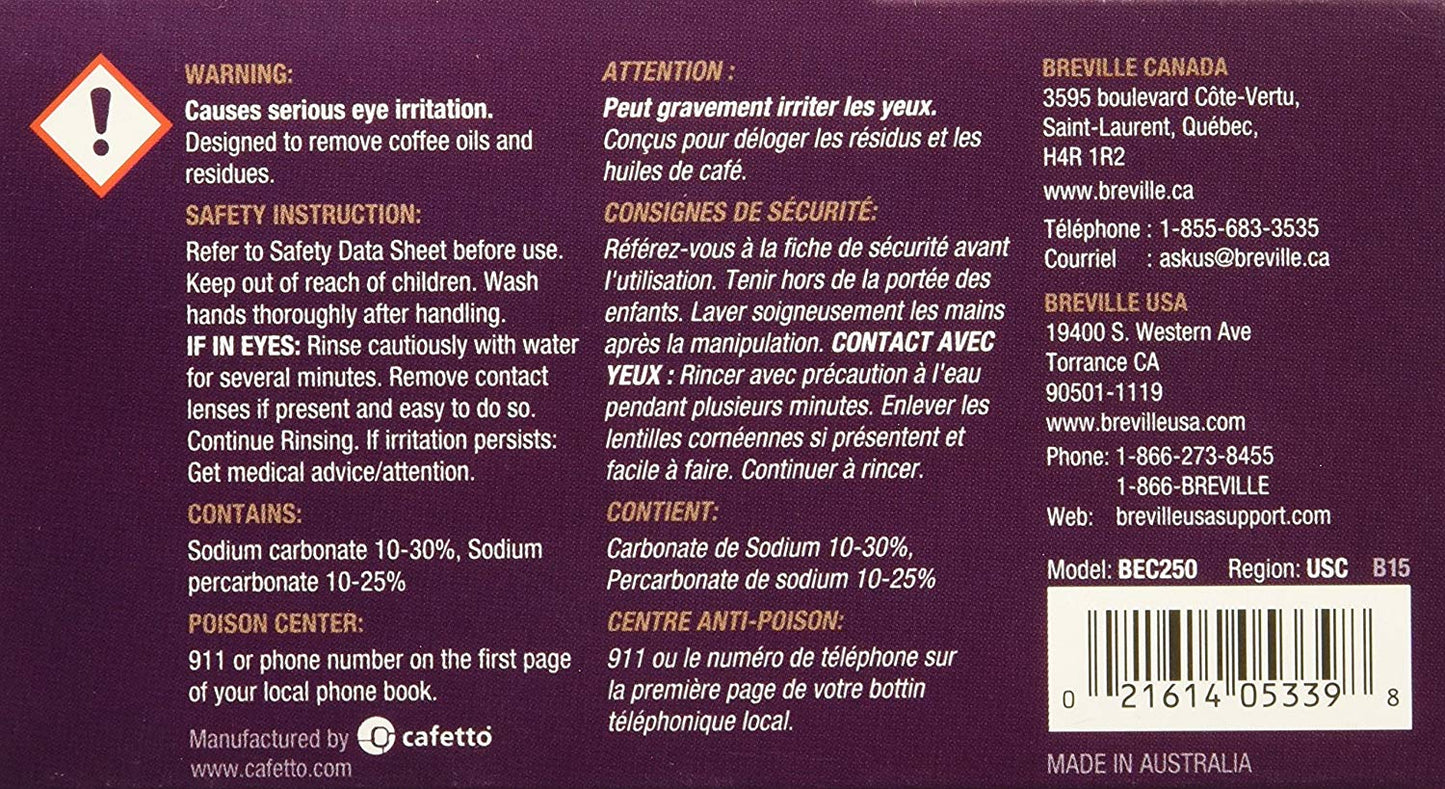 WARNING:
Causes serious eye irritation.
Designed to remove coffee oils and
residues.
SAFETY INSTRUCTION:
Refer to Safety Data Sheet before use.
Keep out of reach of children. Wash
hands thoroughly after handling.
IF IN EYES: Rinse cautiously with water
for several minutes. Remove contact
lenses if present and easy to do so.
Continue Rinsing. If irritation persists:
Get medical advice/attention.
CONTAINS:
Sodium carbonate 10-30%, Sodium
percarbonate 10-25%
POISON CENTER:
911 or phone number on the first page
of your local phone book.
Manufactured by cafetto
www.cafetto.com
ATTENTION :
Peut gravement irriter les yeux.
Conçus pour déloger les résidus et les
huiles de café.
CONSIGNES DE SÉCURITÉ:
Référez-vous à la fiche de sécurité avant
l'utilisation. Tenir hors de la portée des
enfants. Laver soigneusement les mains
après la manipulation. CONTACT AVEC
YEUX : Rincer avec précaution à l'eau
pendant plusieurs minutes. Enlever les
lentilles cornéennes si présentent et
facile à faire. Continuer à rincer.
CONTIENT:
Carbonate de Sodium 10-30%,
Percarbonate de sodium 10-25%
CENTRE ANTI-POISON:
911 ou le numéro de téléphone sur
la première page de votre bottin
téléphonique local.
BREVILLE CANADA
3595 boulevard Côte-Vertu,
Saint-Laurent, Québec,
H4R 1R2
www.breville.ca
Téléphone : 1-855-683-3535
Courriel : askus@breville.ca
BREVILLE USA
19400 S. Western Ave
Torrance CA
90501-1119
www.brevilleusa.com
Phone: 1-866-273-8455
1-866-BREVILLE
Web: brevilleusasupport.com
Model: BEC250 Region: USC B15
0 21614 05339 8
MADE IN AUSTRALIA